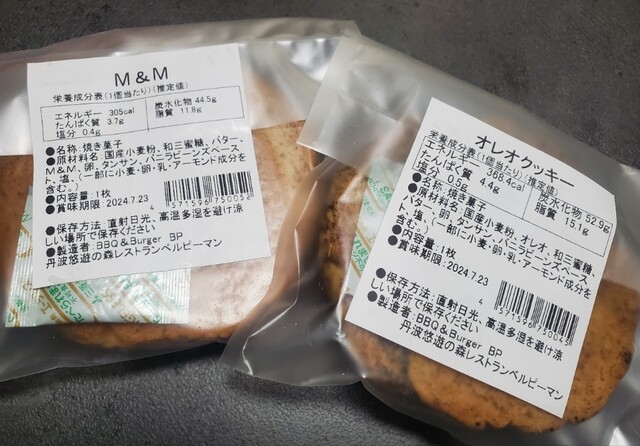 M&M
栄養成分表(1個当たり)(推定値)
エネルギー 305cal
たんぱく質 3.7g
塩分 0.4g
炭水化物 44.5g
脂質 11.8g
●名称:焼き菓子
●原材料名:国産小麦粉、和三蜜糖、バター、
M&M、卵、タンサン、バニラビーンズペース
ト、塩、(一部に小麦・卵・乳・アーモンド成分を
含む。)
●内容量:1枚
●賞味期限:2024.7.23
4 571596 750052
●保存方法:直射日光、高温多湿を避け涼
しい場所で保存ください
●製造者:BBQ&Burger BP
丹波悠遊の森レストランベルピーマン
オレオクッキー
栄養成分表(1個当たり)(推定値)
エネルギー 368.4cal
たんぱく質 4.4g
塩分 0.5g
炭水化物 52.9g
脂質 15.1g
●名称:焼き菓子
●原材料名:国産小麦粉、オレオ、和三蜜糖、
バター、卵、タンサン、バニラビーンズペース
ト、塩、(一部に小麦・卵・乳・アーモンド成分を
含む。)
●内容量:1枚
●賞味期限:2024.7.23
4 571596 750045
●保存方法:直射日光、高温多湿を避け涼
しい場所で保存ください
●製造者:BBQ&Burger BP
丹波悠遊の森レストランベルピーマン